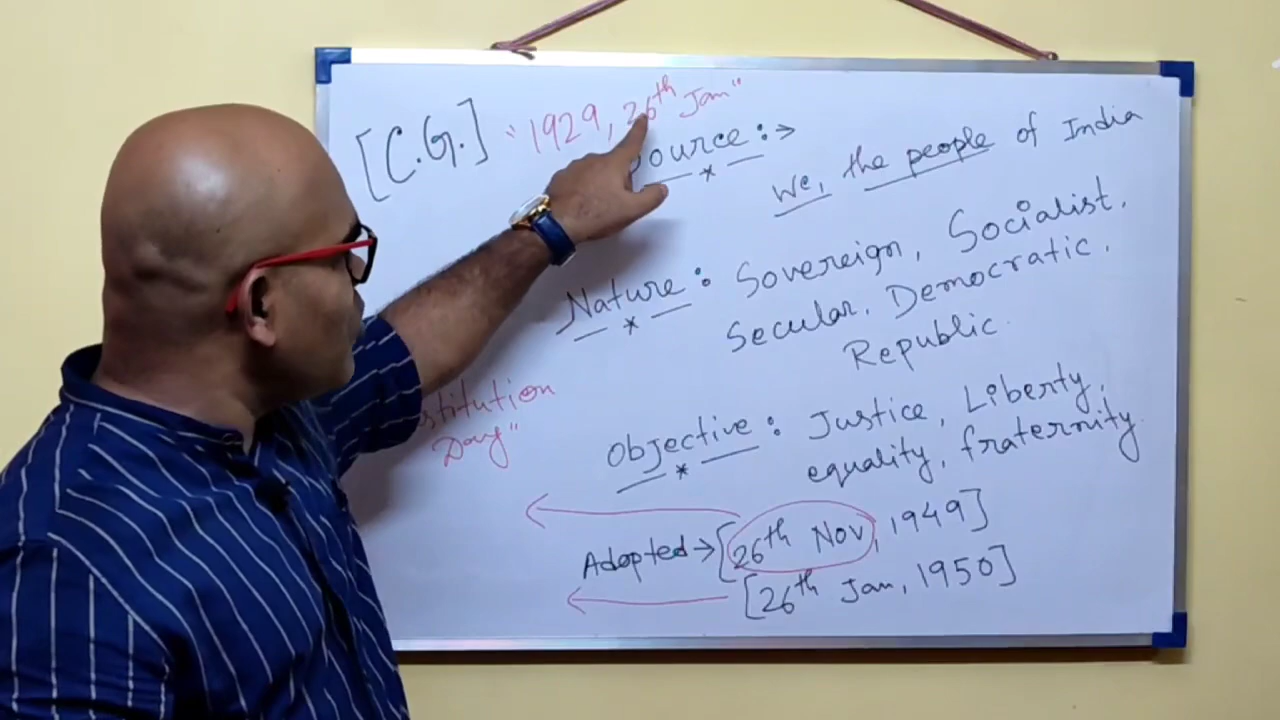 [C.G.] "1929, 26th Jan"
Source :→
We, the people of India
Nature : Sovereign, Socialist,
Secular, Democratic,
Republic.
stitution
Day"
Objective : Justice, Liberty,
equality, fraternity
Adopted → [26th Nov, 1949]
[26th Jan, 1950]